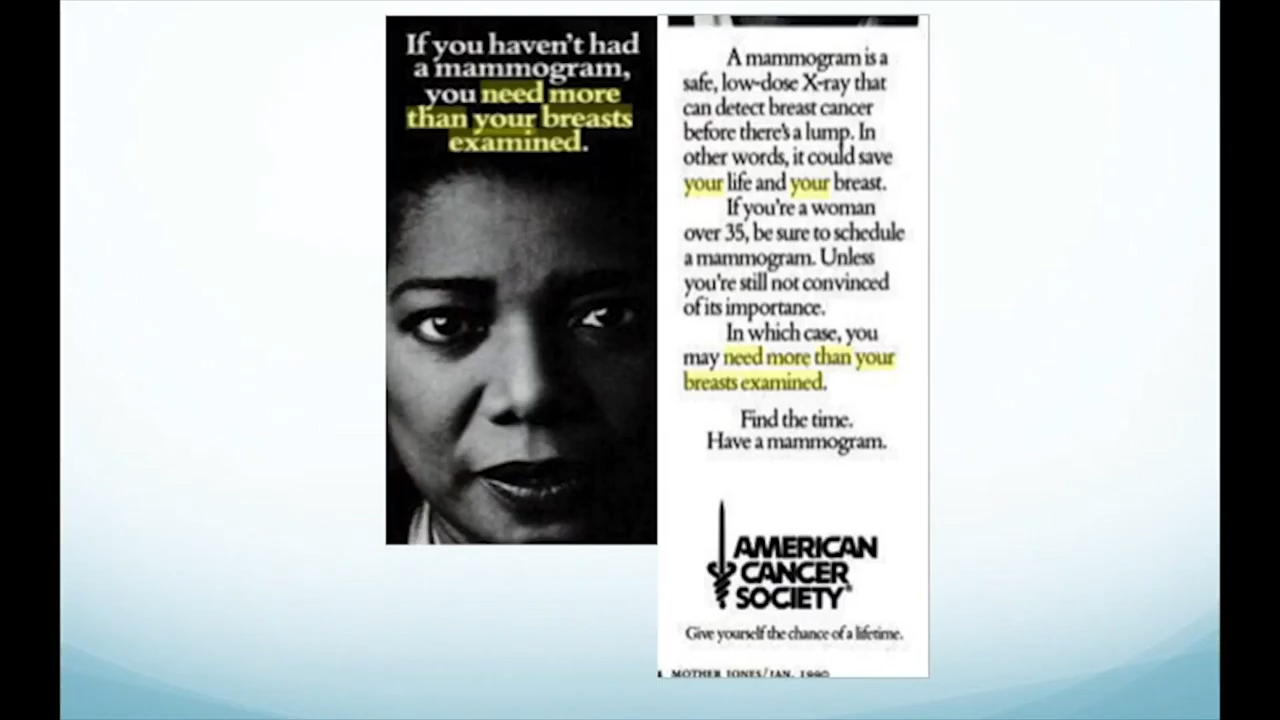 If you haven't had
a mammogram,
you need more
than your breasts
examined.
A mammogram is a
safe, low-dose X-ray that
can detect breast cancer
before there's a lump. In
other words, it could save
your life and your breast.
If you're a woman
over 35, be sure to schedule
a mammogram. Unless
you're still not convinced
of its importance.
In which case, you
may need more than your
breasts examined.
Find the time.
Have a mammogram.
AMERICAN
CANCER
SOCIETY®
Give yourself the chance of a lifetime.
MOTHER JONES/JAN. 1990